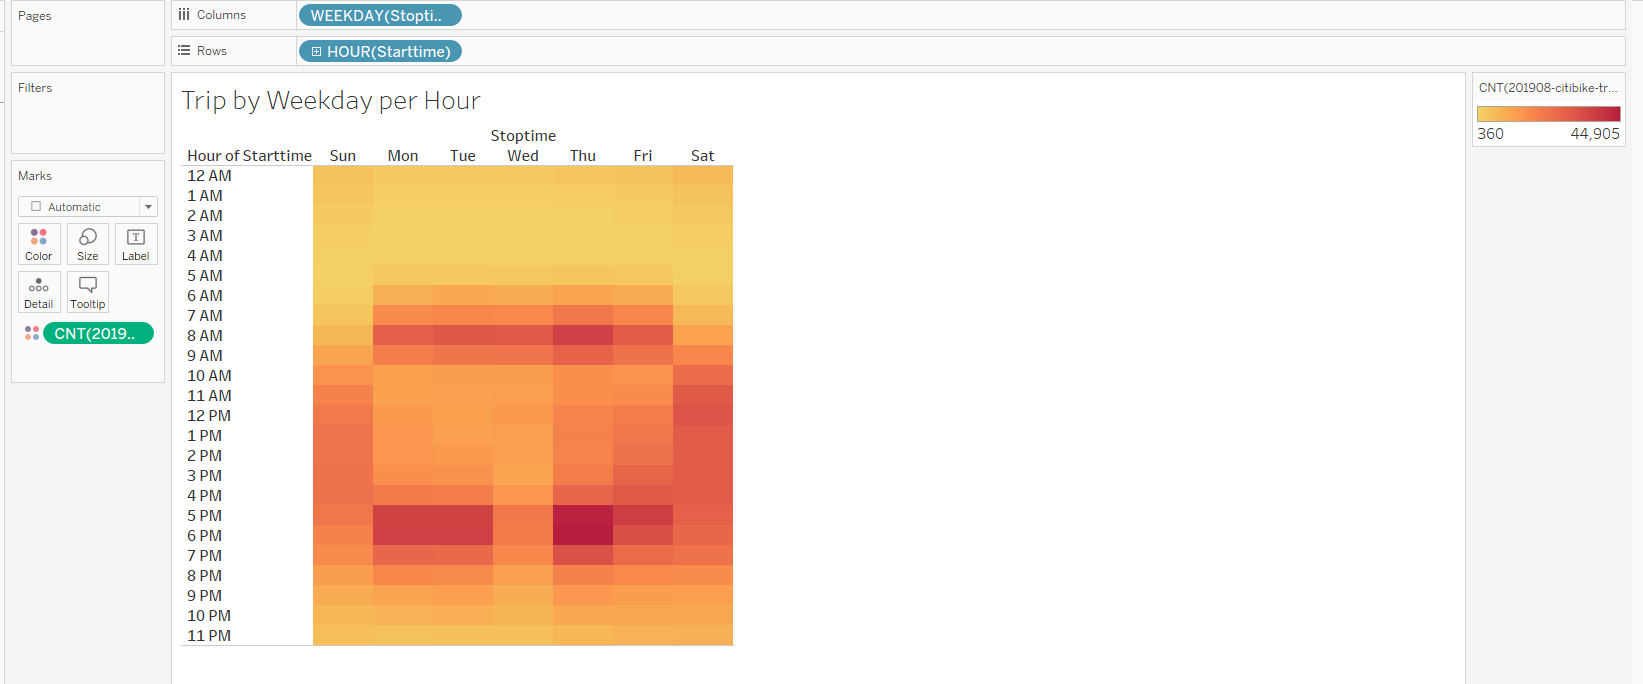 Pages
Columns
WEEKDAY(Stopti..
Rows
HOUR(Starttime)
Filters
Marks
Automatic
Color
Size
T
Label
Detail
Tooltip
CNT(2019..
Trip by Weekday per Hour
Stoptime
Hour of Starttime Sun Mon Tue Wed Thu Fri Sat
12 AM
1 AM
2 AM
3 AM
4 AM
5 AM
6 AM
7 AM
8 AM
9 AM
10 AM
11 AM
12 PM
1 PM
2 PM
3 PM
4 PM
5 PM
6 PM
7 PM
8 PM
9 PM
10 PM
11 PM
CNT(201908-citibike-tr...
360 44,905